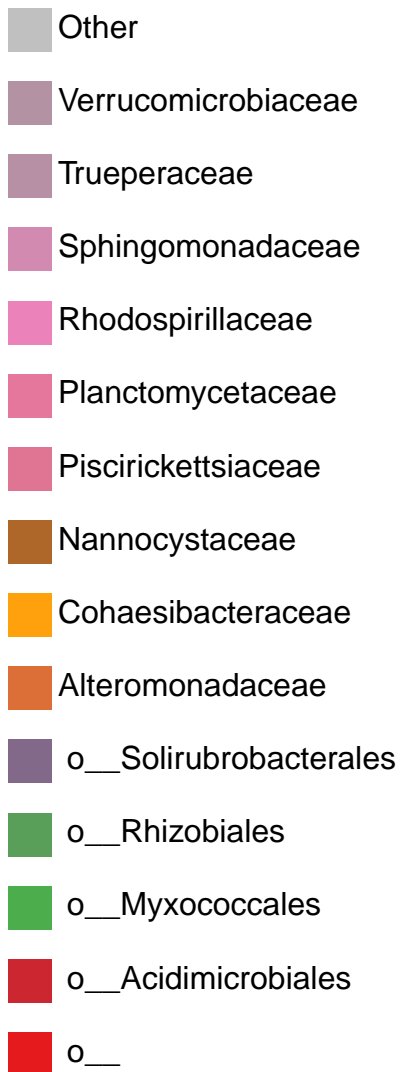 Other
Verrucomicrobiaceae
Trueperaceae
Sphingomonadaceae
Rhodospirillaceae
Planctomycetaceae
Piscirickettsiaceae
Nannocystaceae
Cohaesibacteraceae
Alteromonadaceae
o__Solirubrobacterales
o__Rhizobiales
o__Myxococcales
o__Acidimicrobiales
o__